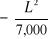 − L² / 7,000